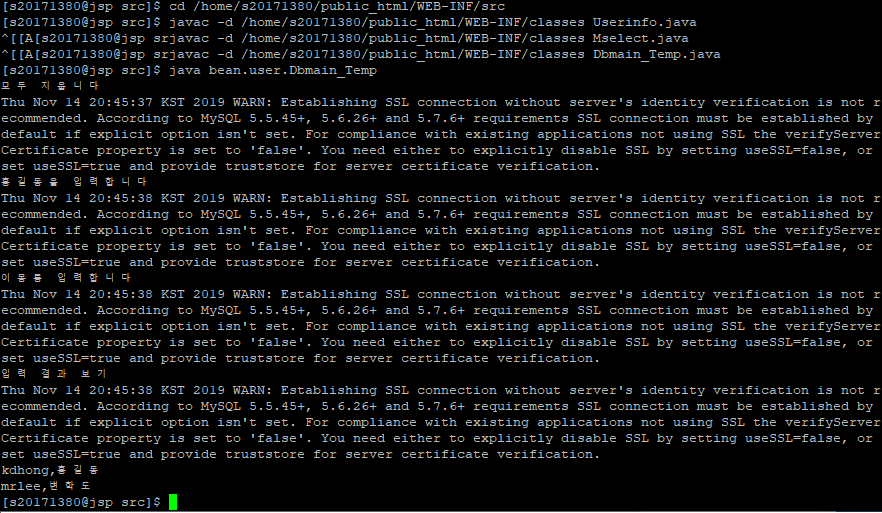 [s20171380@jsp src]$ cd /home/s20171380/public_html/WEB-INF/src
[s20171380@jsp src]$ javac -d /home/s20171380/public_html/WEB-INF/classes Userinfo.java
^[[A[s20171380@jsp srjavac -d /home/s20171380/public_html/WEB-INF/classes Mselect.java
^[[A[s20171380@jsp srjavac -d /home/s20171380/public_html/WEB-INF/classes Dbmain_Temp.java
[s20171380@jsp src]$ java bean.user.Dbmain_Temp
모두 지웁니다
Thu Nov 14 20:45:37 KST 2019 WARN: Establishing SSL connection without server's identity verification is not r
ecommended. According to MySQL 5.5.45+, 5.6.26+ and 5.7.6+ requirements SSL connection must be established by
default if explicit option isn't set. For compliance with existing applications not using SSL the verifyServer
Certificate property is set to 'false'. You need either to explicitly disable SSL by setting useSSL=false, or
set useSSL=true and provide truststore for server certificate verification.
홍길동을 입력합니다
Thu Nov 14 20:45:38 KST 2019 WARN: Establishing SSL connection without server's identity verification is not r
ecommended. According to MySQL 5.5.45+, 5.6.26+ and 5.7.6+ requirements SSL connection must be established by
default if explicit option isn't set. For compliance with existing applications not using SSL the verifyServer
Certificate property is set to 'false'. You need either to explicitly disable SSL by setting useSSL=false, or
set useSSL=true and provide truststore for server certificate verification.
이몽룡 입력합니다
Thu Nov 14 20:45:38 KST 2019 WARN: Establishing SSL connection without server's identity verification is not r
ecommended. According to MySQL 5.5.45+, 5.6.26+ and 5.7.6+ requirements SSL connection must be established by
default if explicit option isn't set. For compliance with existing applications not using SSL the verifyServer
Certificate property is set to 'false'. You need either to explicitly disable SSL by setting useSSL=false, or
set useSSL=true and provide truststore for server certificate verification.
입력 결과 보기
Thu Nov 14 20:45:38 KST 2019 WARN: Establishing SSL connection without server's identity verification is not r
ecommended. According to MySQL 5.5.45+, 5.6.26+ and 5.7.6+ requirements SSL connection must be established by
default if explicit option isn't set. For compliance with existing applications not using SSL the verifyServer
Certificate property is set to 'false'. You need either to explicitly disable SSL by setting useSSL=false, or
set useSSL=true and provide truststore for server certificate verification.
kdhong,홍길동
mrlee,변학도
[s20171380@jsp src]$